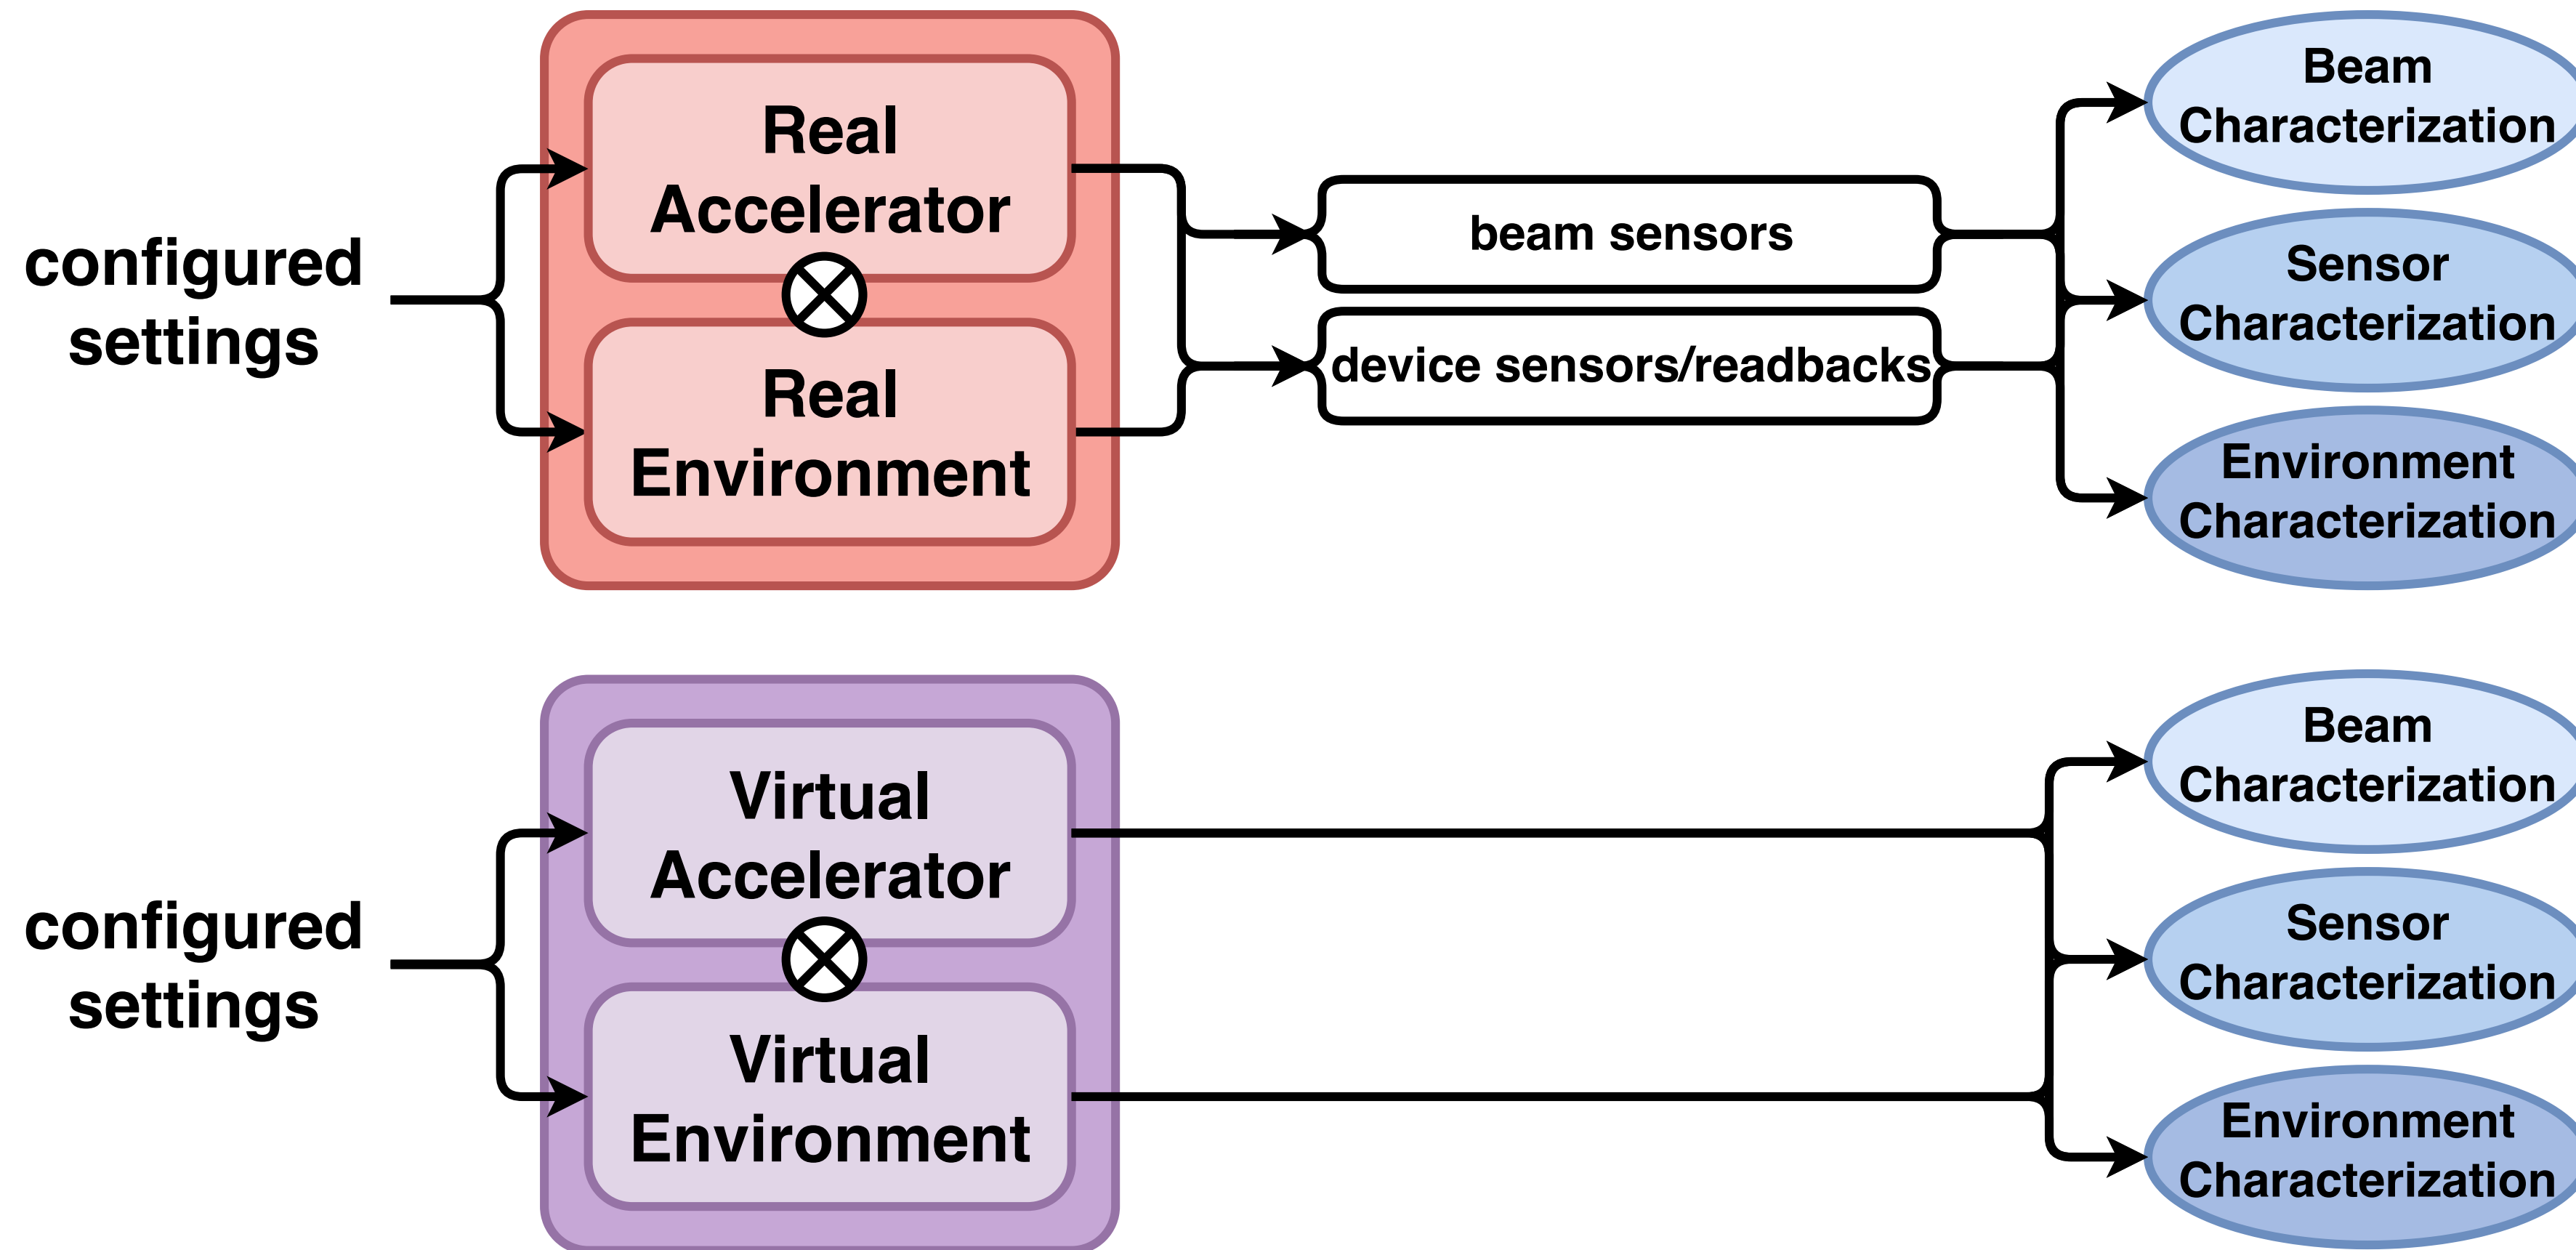 configured
settings
Real
Accelerator
Real
Environment
beam sensors
device sensors/readbacks
Beam
Characterization
Sensor
Characterization
Environment
Characterization
configured
settings
Virtual
Accelerator
Virtual
Environment
Beam
Characterization
Sensor
Characterization
Environment
Characterization